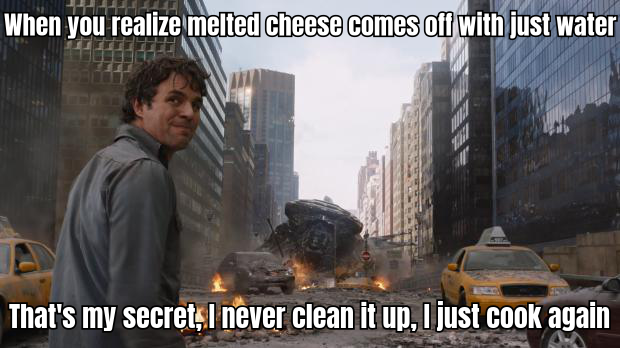 When you realize melted cheese comes off with just water
That's my secret, I never clean it up, I just cook again